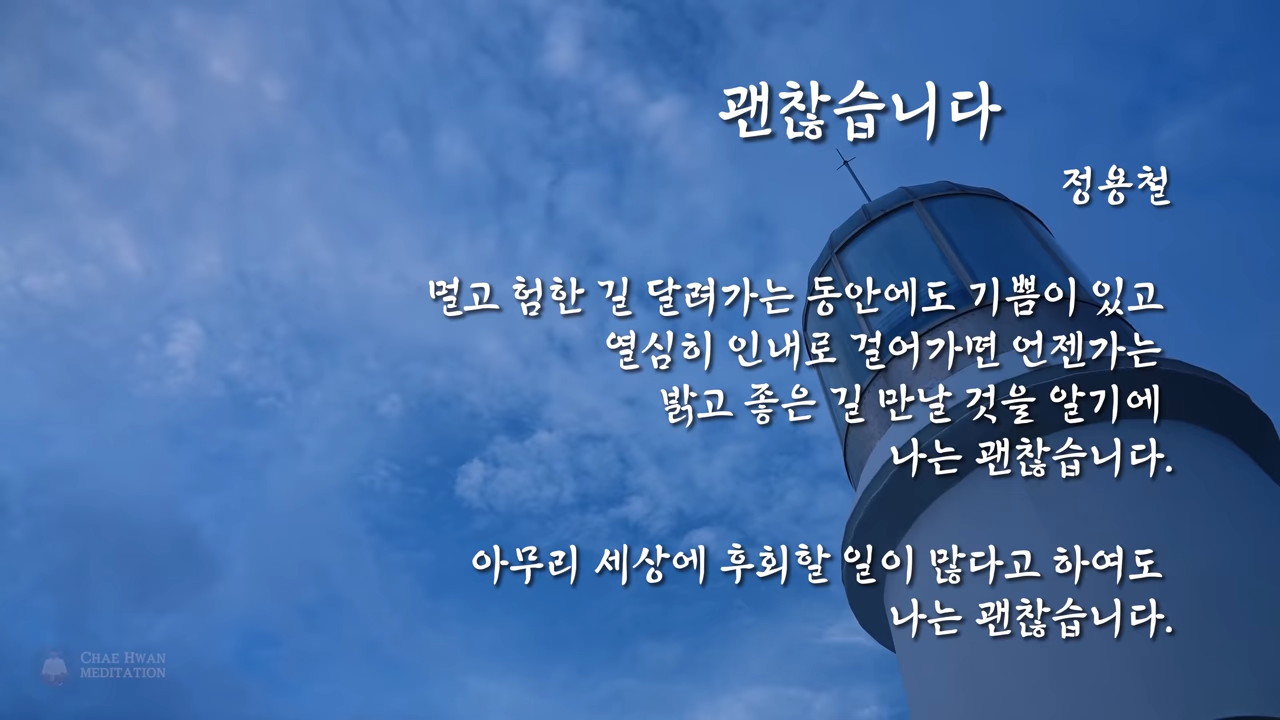 괜찮습니다
정용철
멀고 험한 길 달려가는 동안에도 기쁨이 있고
열심히 인내로 걸어가면 언젠가는
밝고 좋은 길 만날 것을 알기에
나는 괜찮습니다.
아무리 세상에 후회할 일이 많다고 하여도
나는 괜찮습니다.
CHAE HWAN
MEDITATION